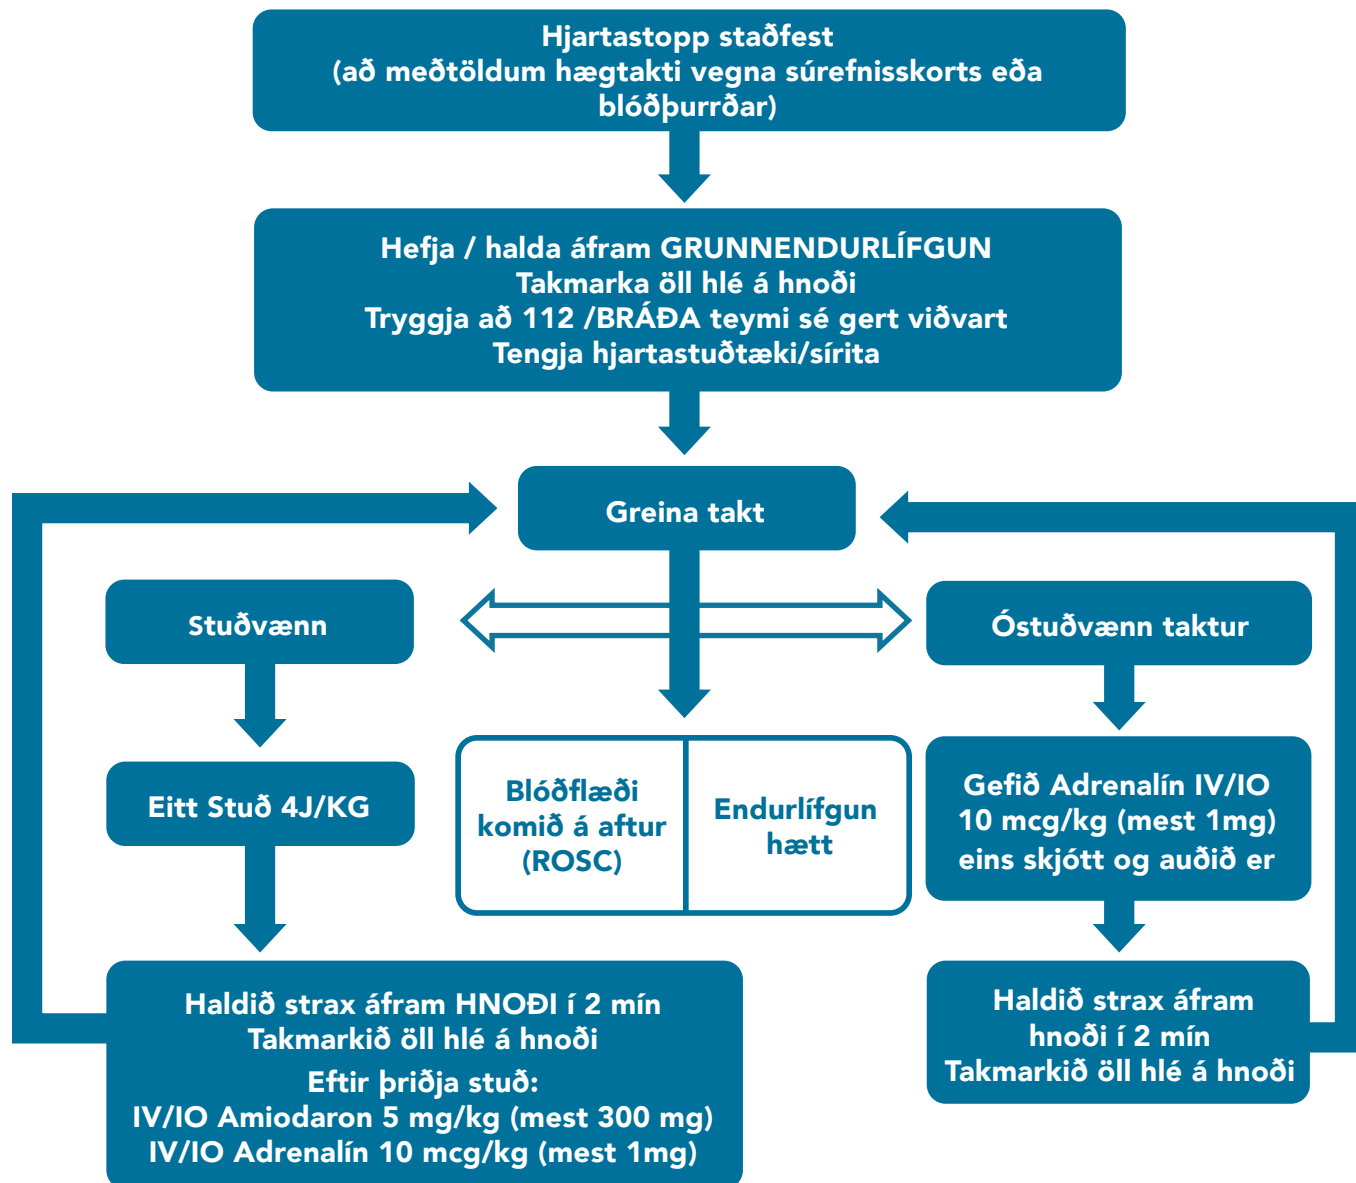 Hjartastopp staðfest
(að meðtöldum hægtakti vegna súrefnisskorts eða
blóðþurrðar)
Hefja / halda áfram GRUNNENDURLÍFGUN
Takmarka öll hlé á hnoði
Tryggja að 112 /BRÁÐA teymi sé gert viðvart
Tengja hjartastuðtæki/sírita
Greina takt
Stuðvænn
Óstuðvænn taktur
Eitt Stuð 4J/KG
Blóðflæði
komið á aftur
(ROSC)
Endurlífgun
hætt
Gefið Adrenalín IV/IO
10 mcg/kg (mest 1mg)
eins skjótt og auðið er
Haldið strax áfram HNOÐI í 2 mín
Takmarkið öll hlé á hnoði
Eftir þriðja stuð:
IV/IO Amiodaron 5 mg/kg (mest 300 mg)
IV/IO Adrenalín 10 mcg/kg (mest 1mg)
Haldið strax áfram
hnoði í 2 mín
Takmarkið öll hlé á hnoði